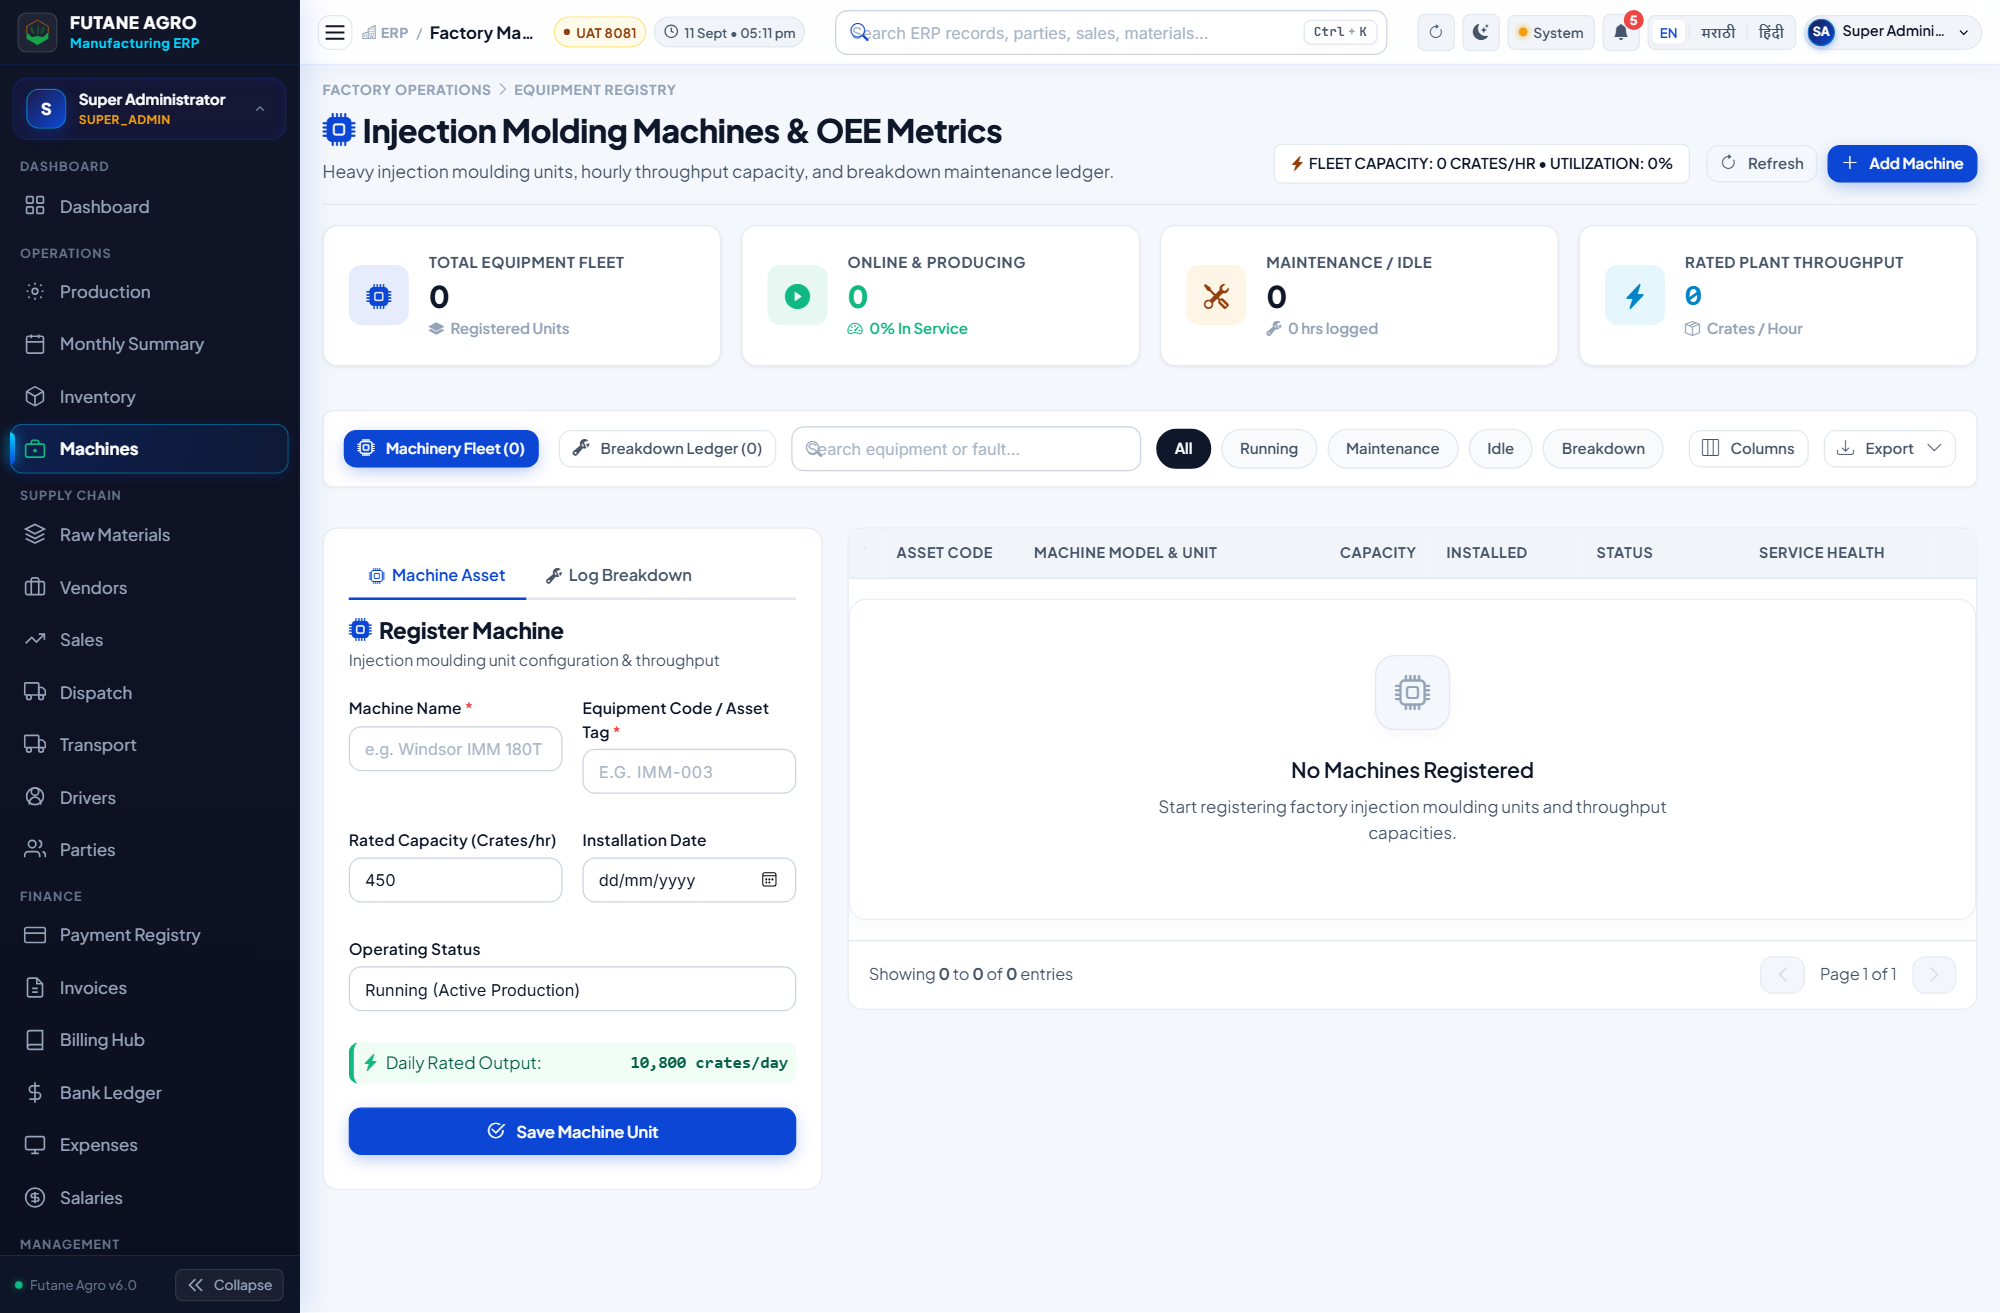 FUTANE AGRO
Manufacturing ERP
S
Super Administrator
SUPER_ADMIN
DASHBOARD
Dashboard
OPERATIONS
Production
Monthly Summary
Inventory
Machines
SUPPLY CHAIN
Raw Materials
Vendors
Sales
Dispatch
Transport
Drivers
Parties
FINANCE
Payment Registry
Invoices
Billing Hub
Bank Ledger
Expenses
Salaries
MANAGEMENT
Futane Agro v6.0
Collapse
ERP / Factory Ma...
UAT 8081
11 Sept • 05:11 pm
Search ERP records, parties, sales, materials...
Ctrl + K
System
5
EN
मराठी
हिंदी
SA
Super Admini...
FACTORY OPERATIONS > EQUIPMENT REGISTRY
Injection Molding Machines & OEE Metrics
Heavy injection moulding units, hourly throughput capacity, and breakdown maintenance ledger.
FLEET CAPACITY: 0 CRATES/HR • UTILIZATION: 0%
Refresh
Add Machine
TOTAL EQUIPMENT FLEET
0
Registered Units
ONLINE & PRODUCING
0
0% In Service
MAINTENANCE / IDLE
0
0 hrs logged
RATED PLANT THROUGHPUT
0
Crates / Hour
Machinery Fleet (0)
Breakdown Ledger (0)
Search equipment or fault...
All
Running
Maintenance
Idle
Breakdown
Columns
Export
Machine Asset
Log Breakdown
Register Machine
Injection moulding unit configuration & throughput
Machine Name *
e.g. Windsor IMM 180T
Equipment Code / Asset
Tag *
E.G. IMM-003
Rated Capacity (Crates/hr)
450
Installation Date
dd/mm/yyyy
Operating Status
Running (Active Production)
Daily Rated Output:
10,800 crates/day
Save Machine Unit
ASSET CODE
MACHINE MODEL & UNIT
CAPACITY
INSTALLED
STATUS
SERVICE HEALTH
No Machines Registered
Start registering factory injection moulding units and throughput
capacities.
Showing 0 to 0 of 0 entries
Page 1 of 1